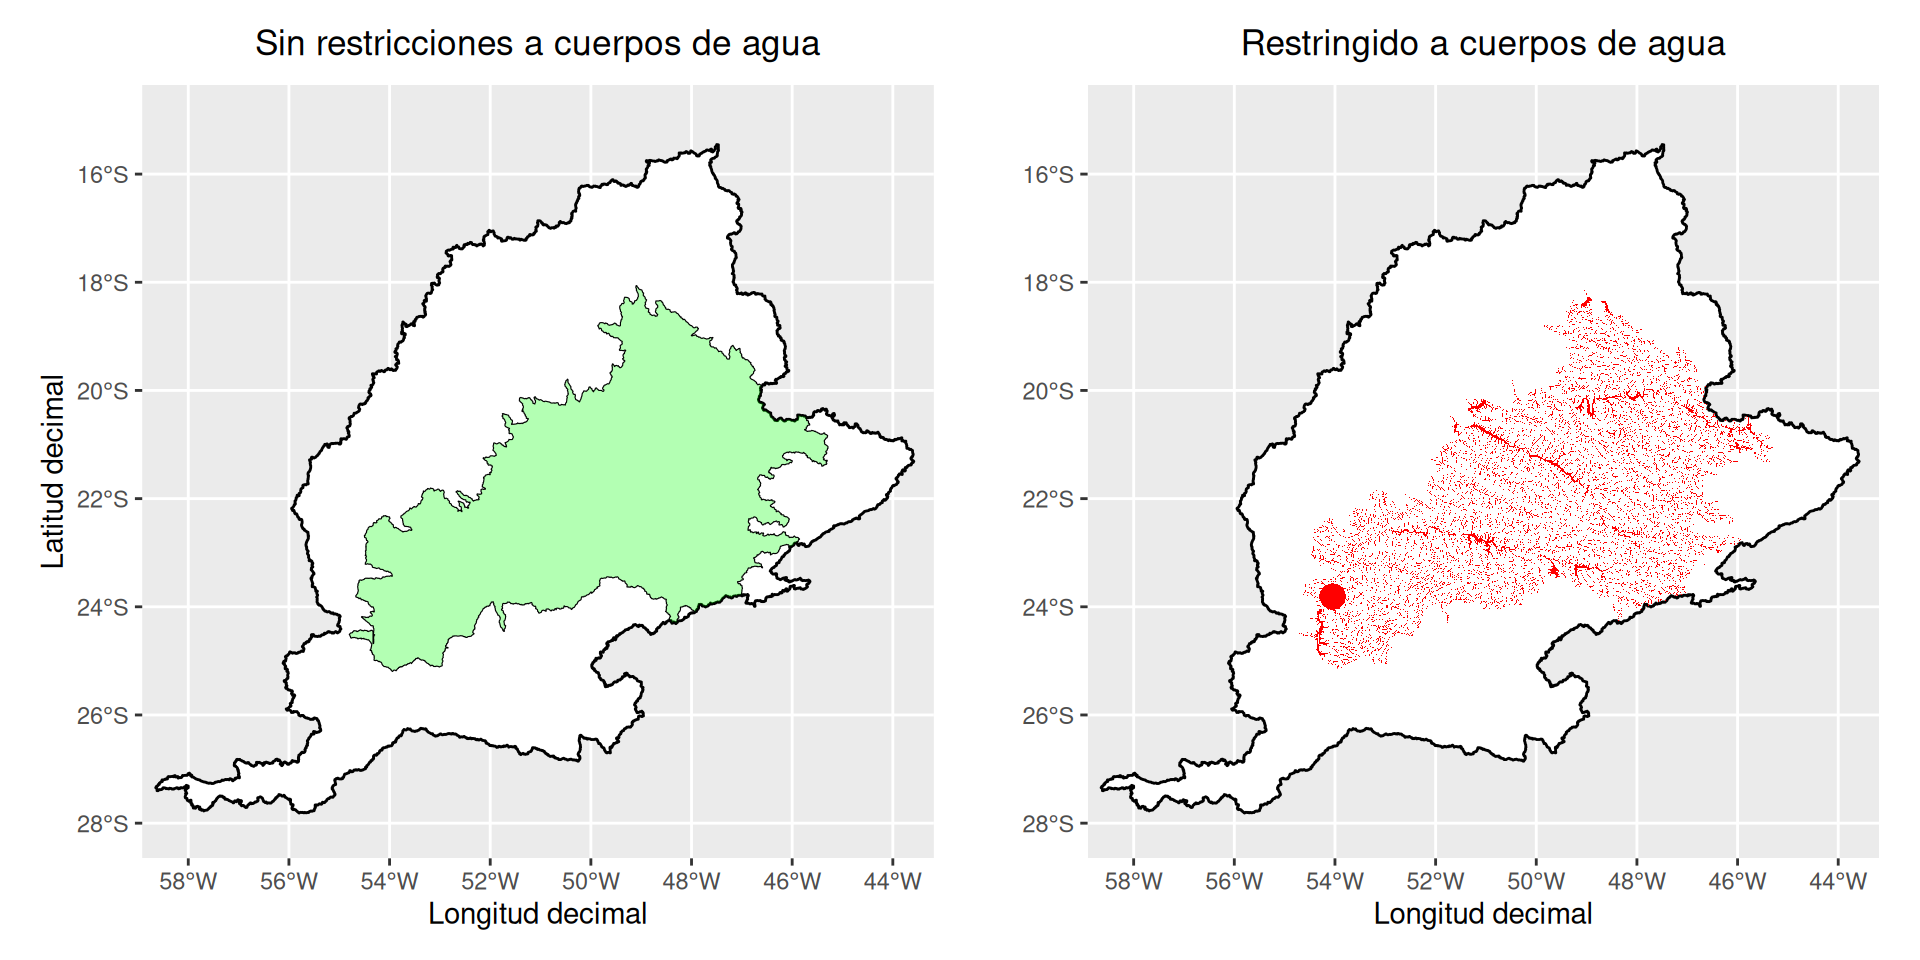 Sin restricciones a cuerpos de agua
Restringido a cuerpos de agua
16°S
18°S
20°S
22°S
24°S
26°S
28°S
Latitud decimal
58°W 56°W 54°W 52°W 50°W 48°W 46°W 44°W
Longitud decimal
16°S
18°S
20°S
22°S
24°S
26°S
28°S
58°W 56°W 54°W 52°W 50°W 48°W 46°W 44°W
Longitud decimal